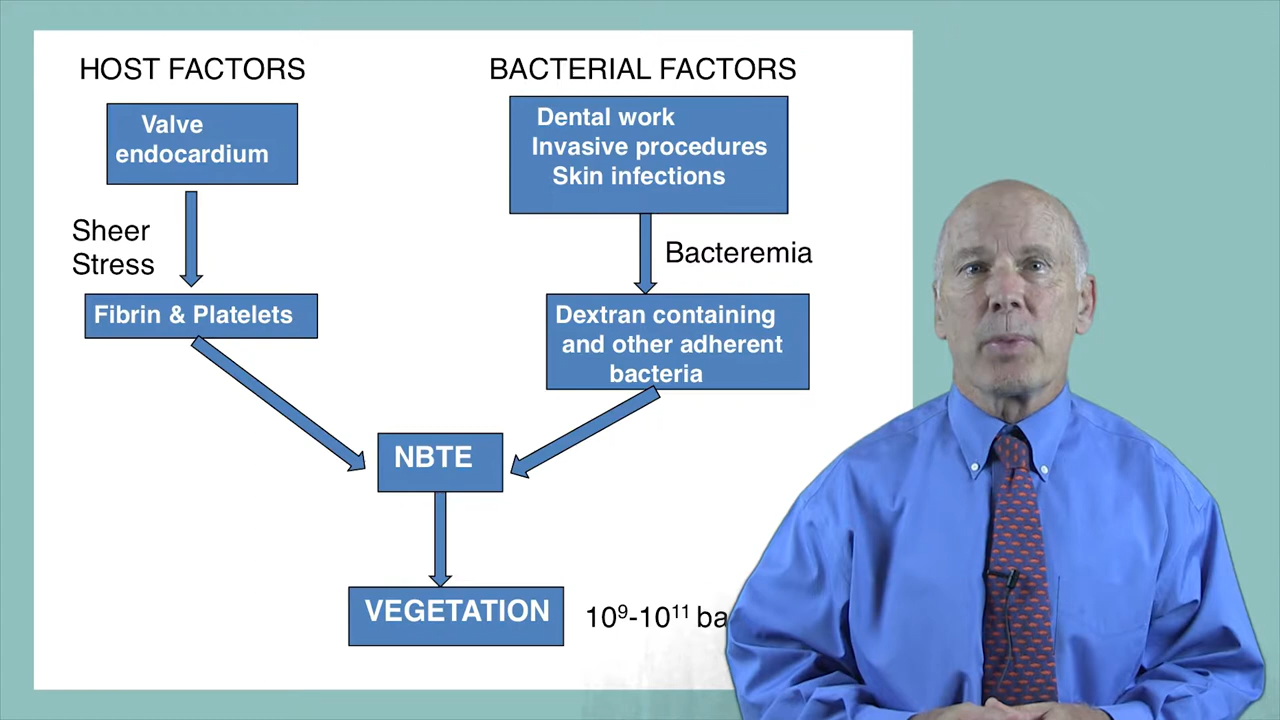 HOST FACTORS
BACTERIAL FACTORS
Valve
endocardium
Dental work
Invasive procedures
Skin infections
Sheer
Stress
Bacteremia
Fibrin & Platelets
Dextran containing
and other adherent
bacteria
NBTE
VEGETATION
10⁹-10¹¹